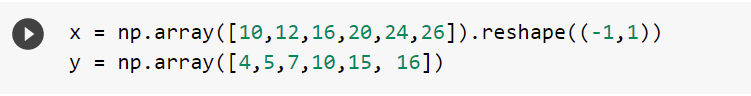 x = np.array([10,12,16,20,24,26]).reshape((-1,1))
y = np.array([4,5,7,10,15, 16])